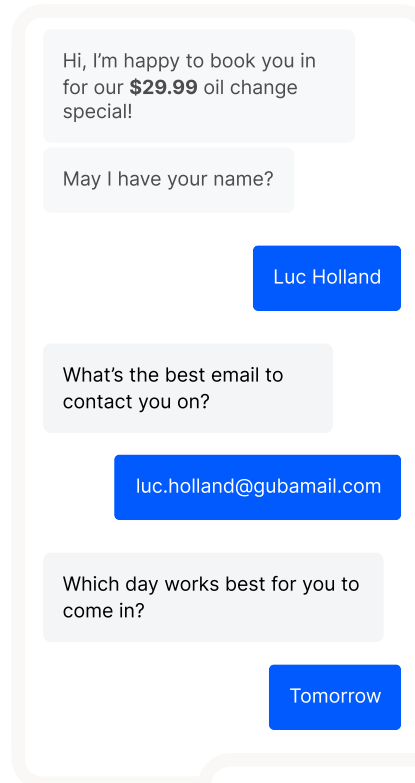 Hi, I’m happy to book you in
for our $29.99 oil change
special!
May I have your name?
Luc Holland
What’s the best email to
contact you on?
luc.holland@gubamail.com
Which day works best for you to
come in?
Tomorrow